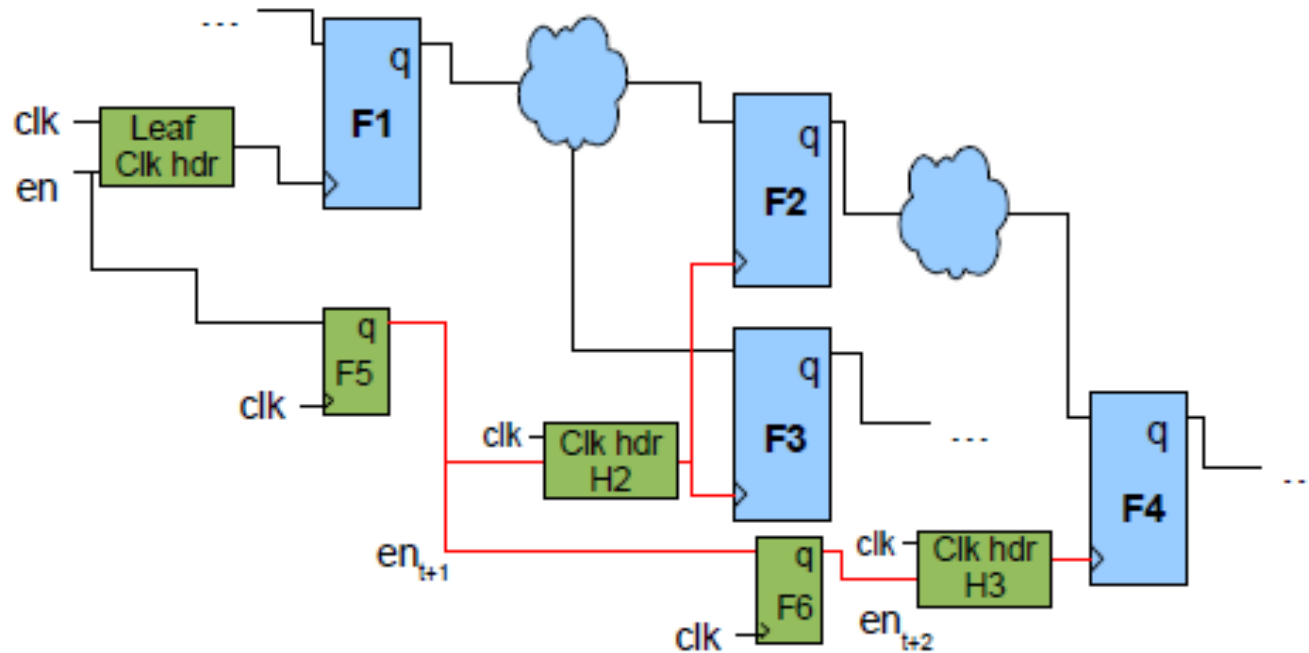 ...
q
F1
clk
en
Leaf
Clk hdr
q
F2
q
F5
clk
q
F3
...
clk
Clk hdr
H2
q
F4
..
en t+1
q
F6
clk
clk
Clk hdr
H3
en t+2